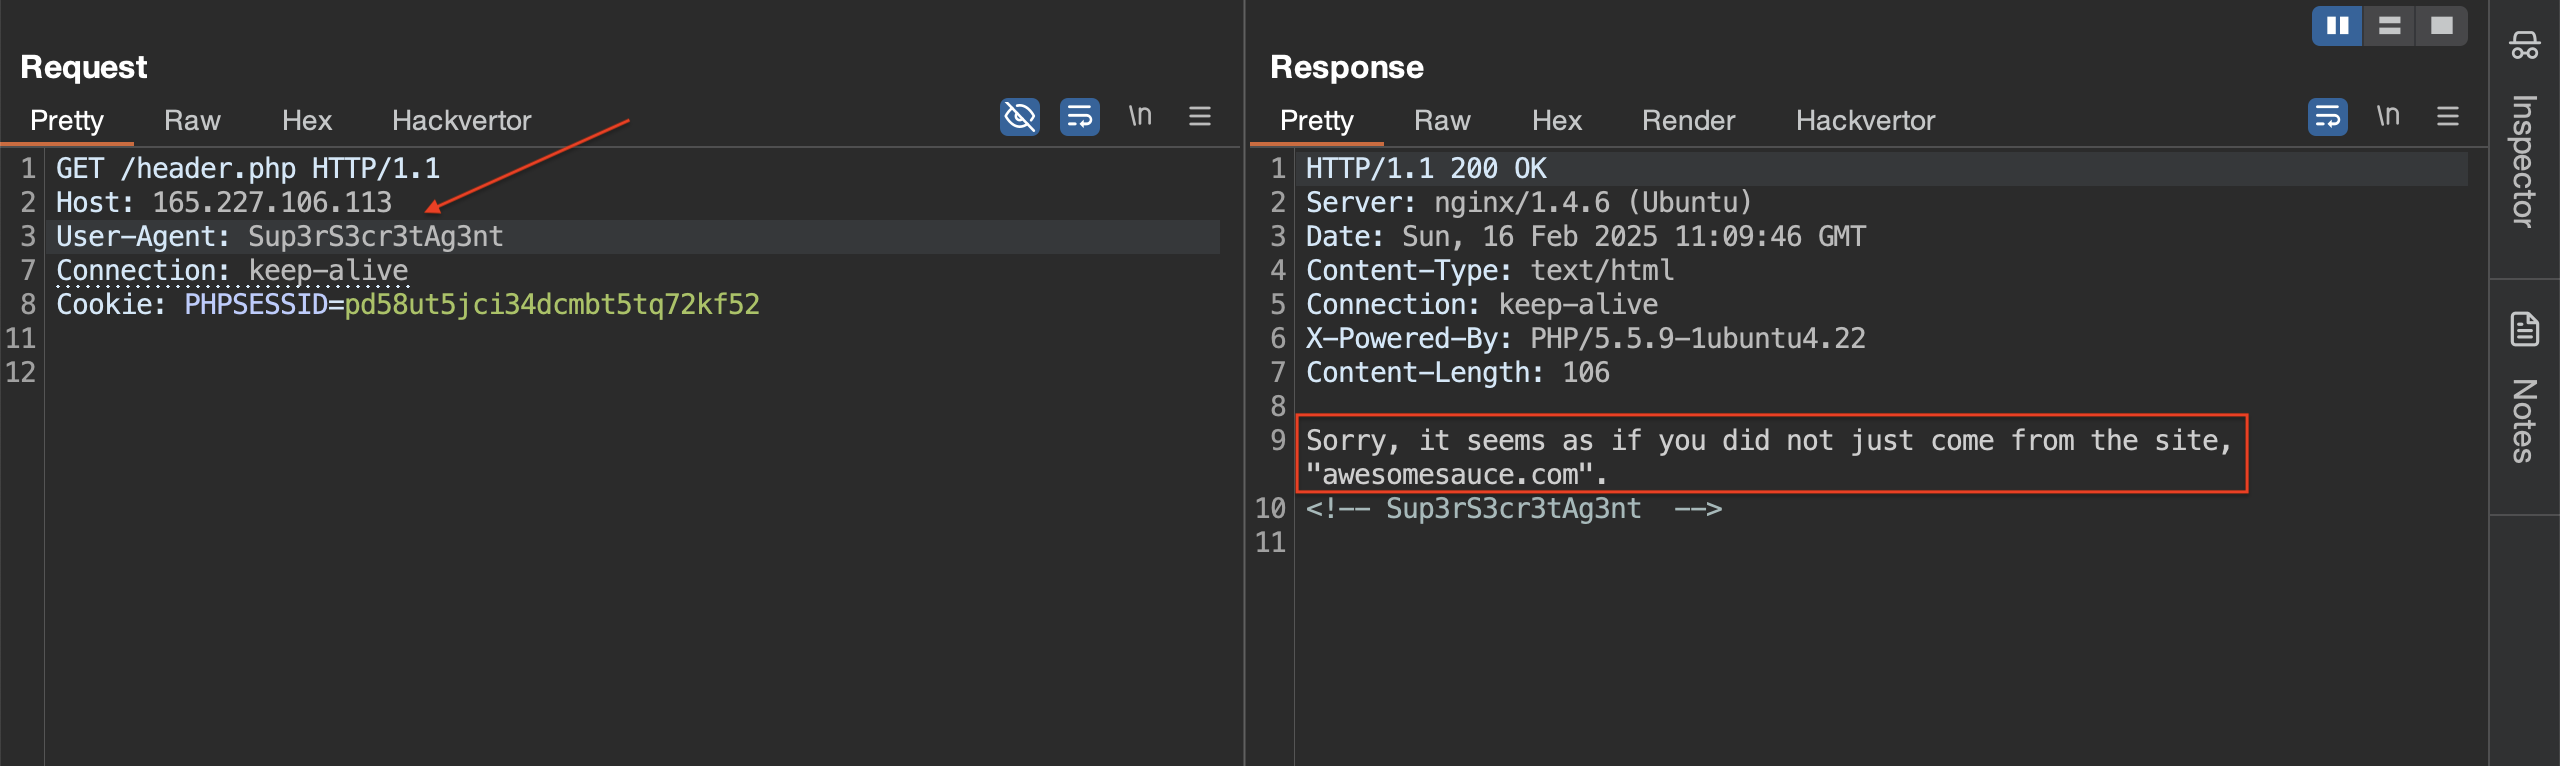 Request
Pretty Raw Hex Hackvertor \n
1 GET /header.php HTTP/1.1
2 Host: 165.227.106.113
3 User-Agent: Sup3rS3cr3tAg3nt
7 Connection: keep-alive
8 Cookie: PHPSESSID=pd58ut5jci34dcmbt5tq72kf52
11
12
Response
Pretty Raw Hex Render Hackvertor \n
1 HTTP/1.1 200 OK
2 Server: nginx/1.4.6 (Ubuntu)
3 Date: Sun, 16 Feb 2025 11:09:46 GMT
4 Content-Type: text/html
5 Connection: keep-alive
6 X-Powered-By: PHP/5.5.9-1ubuntu4.22
7 Content-Length: 106
8
9 Sorry, it seems as if you did not just come from the site,
"awesomesauce.com".
10 <!-- Sup3rS3cr3tAg3nt  -->
11
Inspector
Notes